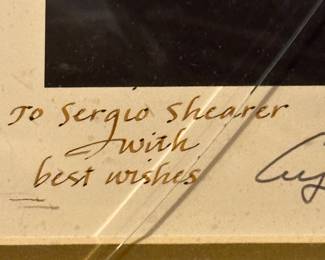 To Sergio Shearer
with
best wishes